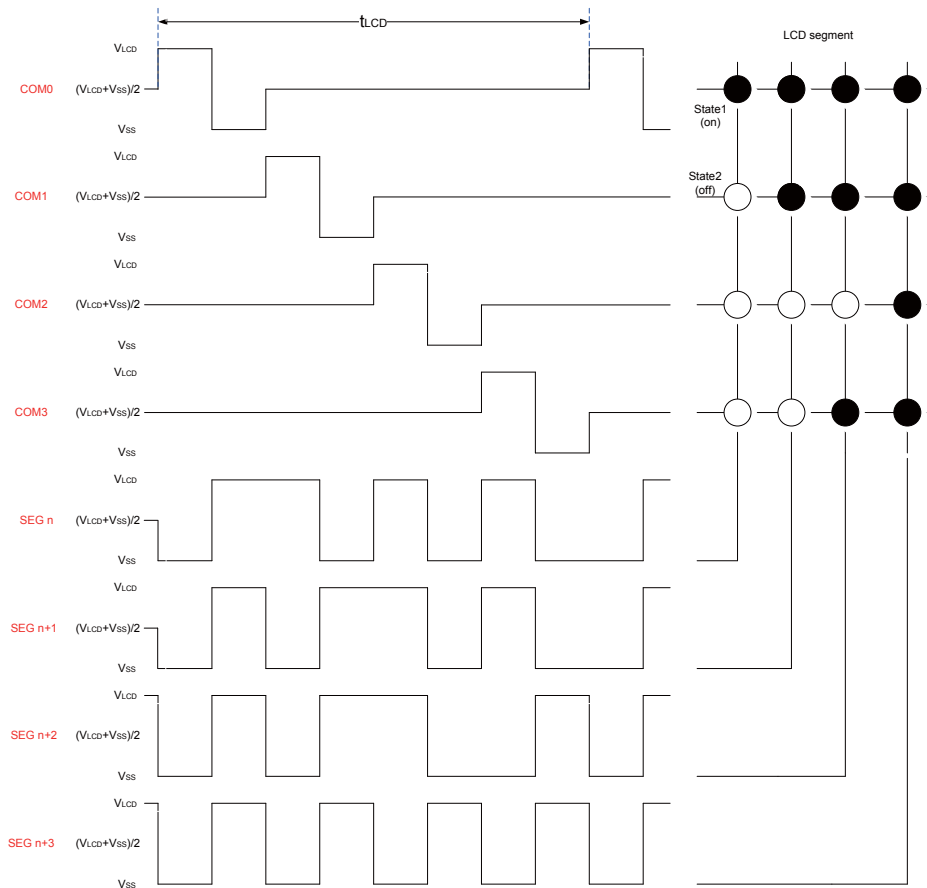 tLCD
LCD segment
VLCD
COM0 (VLCD+VSS)/2
State1
(on)
VSS
VLCD
State2
(off)
COM1 (VLCD+VSS)/2
VSS
VLCD
COM2 (VLCD+VSS)/2
VSS
VLCD
COM3 (VLCD+VSS)/2
VSS
VLCD
SEG n (VLCD+VSS)/2
VSS
VLCD
SEG n+1 (VLCD+VSS)/2
VSS
VLCD
SEG n+2 (VLCD+VSS)/2
VSS
VLCD
SEG n+3 (VLCD+VSS)/2
VSS